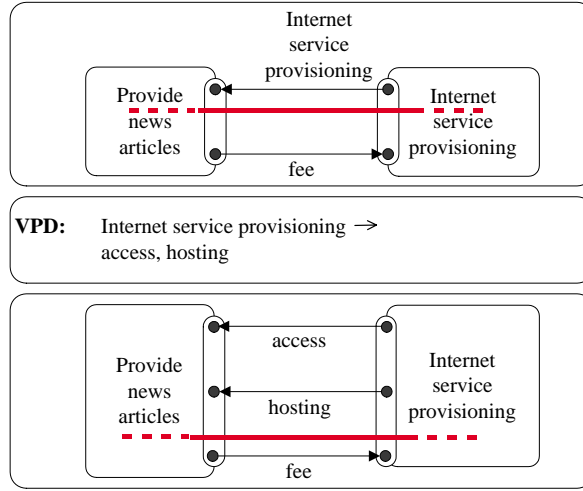 Internet
service
provisioning
Provide
news
articles
Internet
service
provisioning
fee
VPD: Internet service provisioning →
access, hosting
access
Provide
news
articles
Internet
service
provisioning
hosting
fee